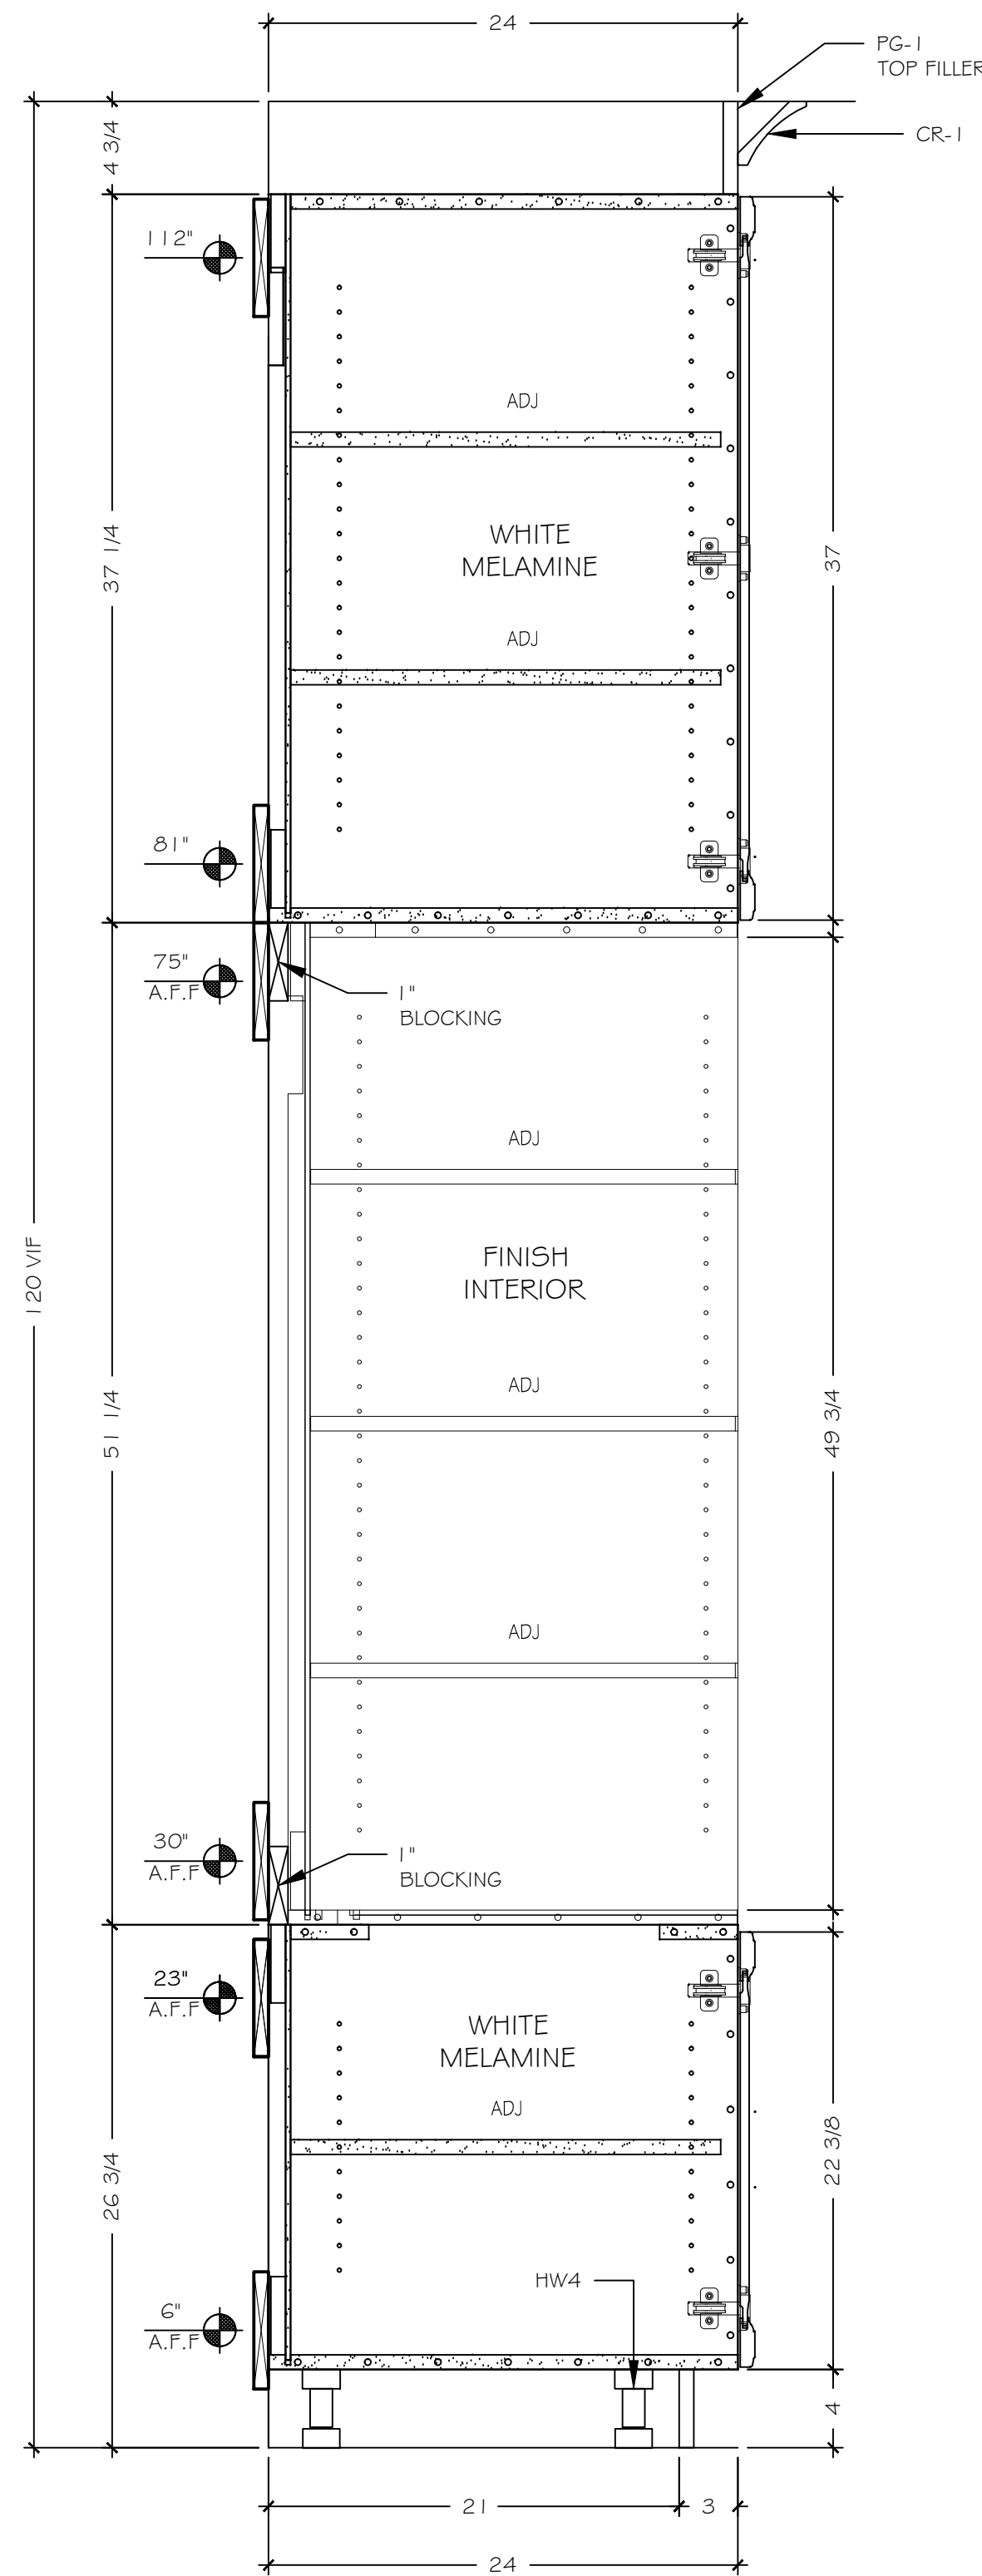 24
PG-1
TOP FILLER
CR-1
4 3/4
112"
ADJ
37 1/4
WHITE
MELAMINE
37
ADJ
81"
75"
A.F.F
1"
BLOCKING
ADJ
120 VIF
FINISH
INTERIOR
51 1/4
ADJ
49 3/4
ADJ
30"
A.F.F
1"
BLOCKING
23"
A.F.F
WHITE
MELAMINE
ADJ
26 3/4
22 3/8
HW4
6"
A.F.F
4
21
3
24